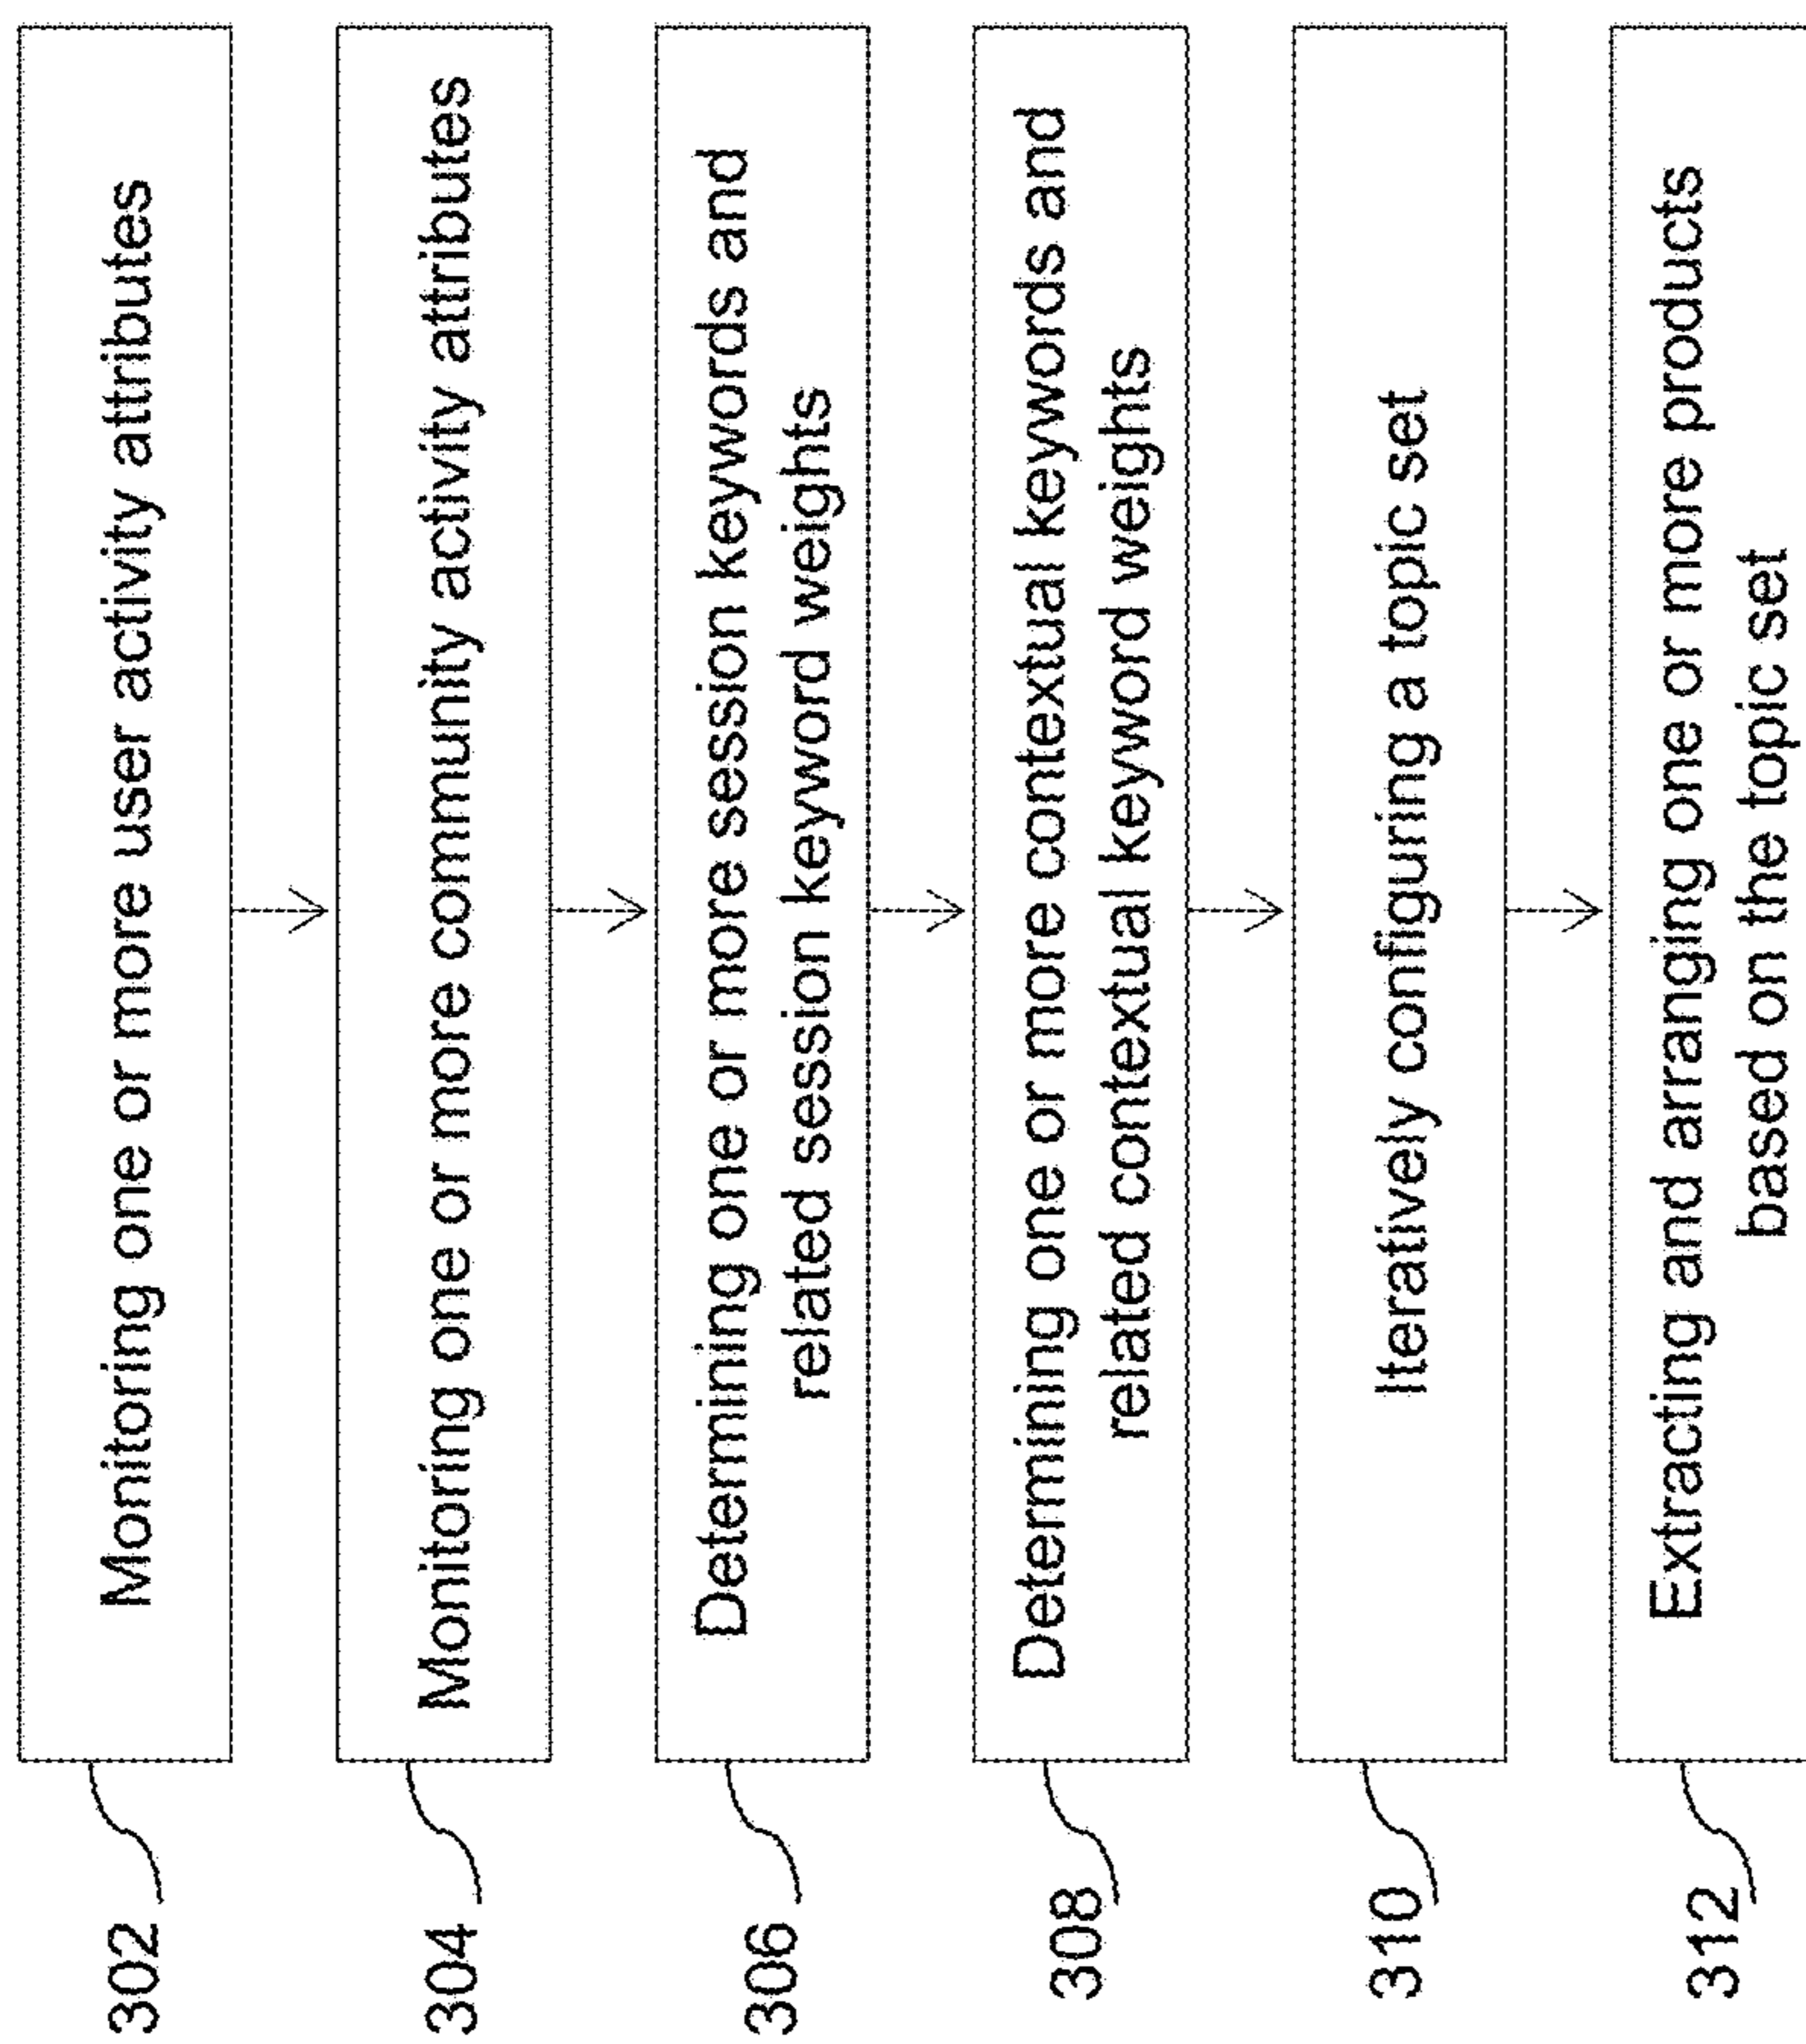 302
Monitoring one or more user activity attributes
304
Monitoring one or more community activity attributes
306
Determining one or more session keywords and
related session keyword weights
308
Determining one or more contextual keywords and
related contextual keyword weights
310
Iteratively configuring a topic set
312
Extracting and arranging one or more products
based on the topic set